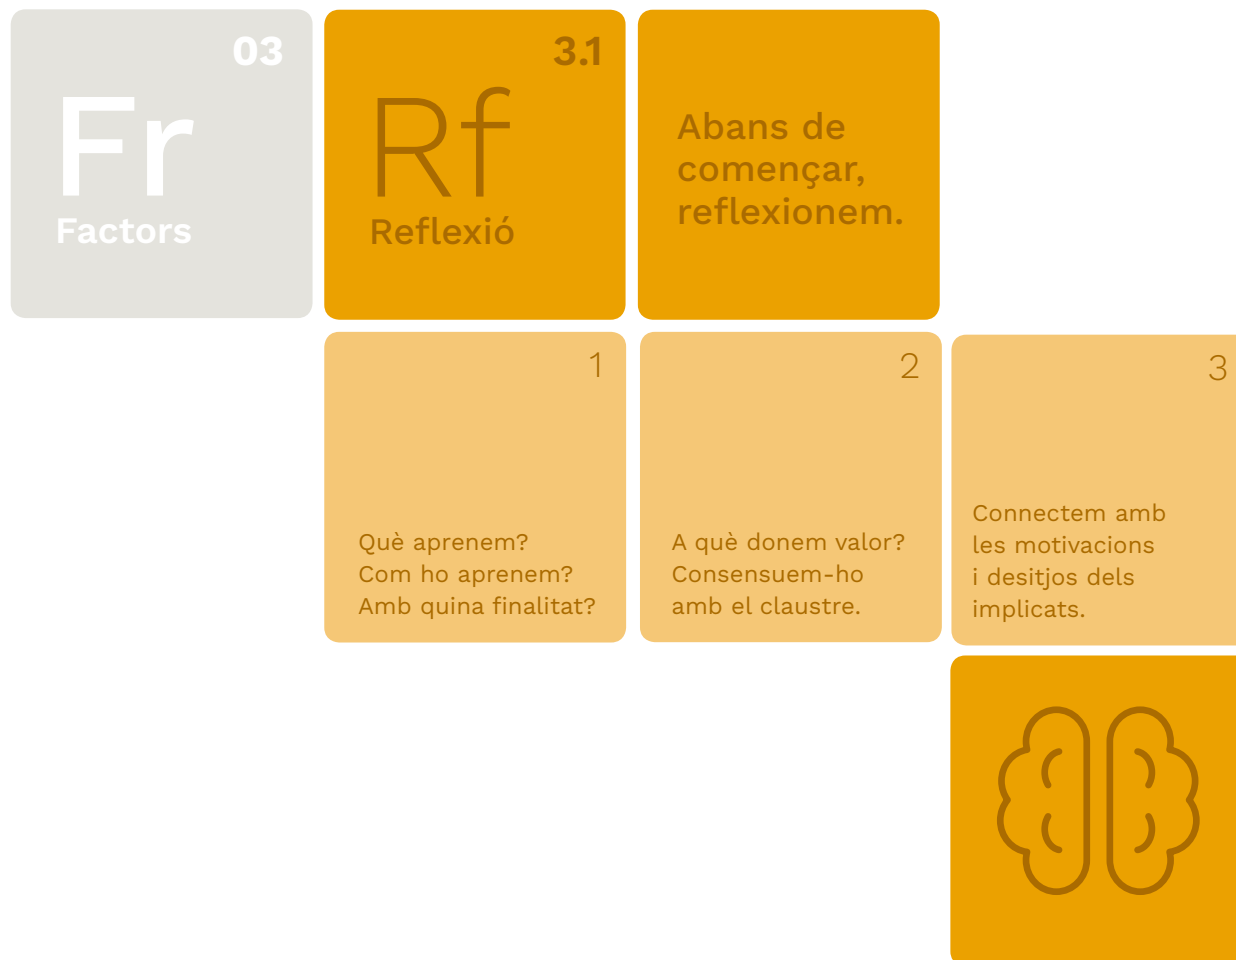 03
Fr
Factors
3.1
Rf
Reflexió
Abans de
començar,
reflexionem.
1
Què aprenem?
Com ho aprenem?
Amb quina finalitat?
2
A què donem valor?
Consensuem-ho
amb el claustre.
3
Connectem amb
les motivacions
i desitjos dels
implicats.